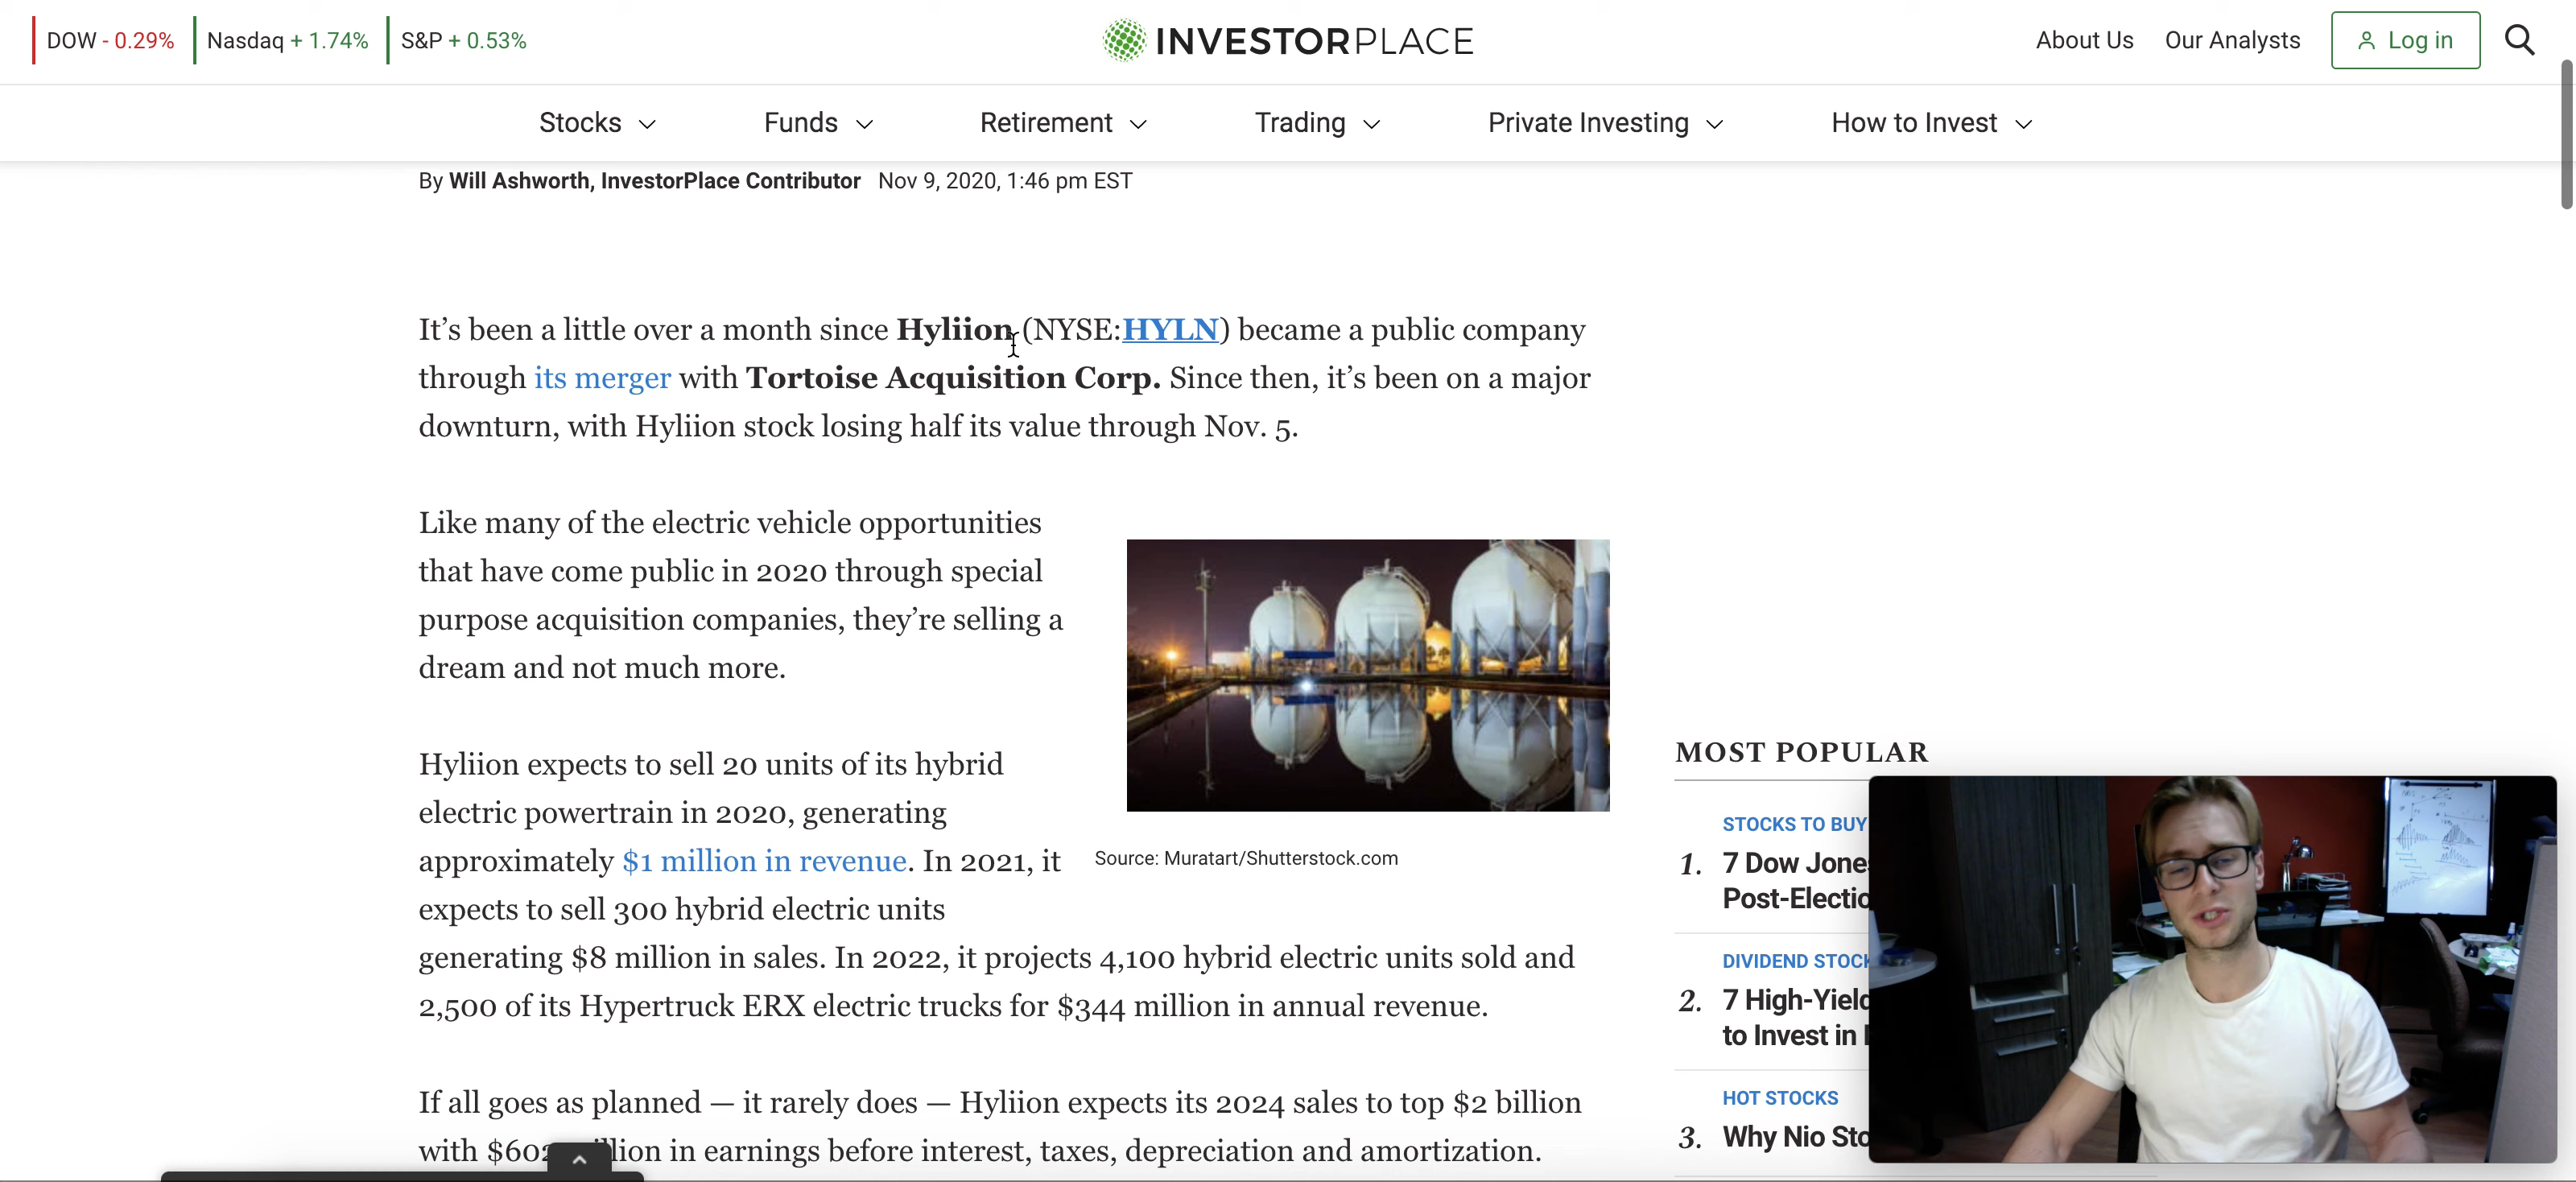 DOW - 0.29% Nasdaq + 1.74% S&P + 0.53%
INVESTORPLACE
About Us Our Analysts Log in
Stocks Funds Retirement Trading Private Investing How to Invest
By Will Ashworth, InvestorPlace Contributor Nov 9, 2020, 1:46 pm EST
It’s been a little over a month since Hyliion (NYSE:HYLN) became a public company
through its merger with Tortoise Acquisition Corp. Since then, it’s been on a major
downturn, with Hyliion stock losing half its value through Nov. 5.
Like many of the electric vehicle opportunities
that have come public in 2020 through special
purpose acquisition companies, they’re selling a
dream and not much more.
Hyliion expects to sell 20 units of its hybrid
electric powertrain in 2020, generating
approximately $1 million in revenue. In 2021, it
expects to sell 300 hybrid electric units
generating $8 million in sales. In 2022, it projects 4,100 hybrid electric units sold and
2,500 of its Hypertruck ERX electric trucks for $344 million in annual revenue.
If all goes as planned — it rarely does — Hyliion expects its 2024 sales to top $2 billion
with in earnings before interest, taxes, depreciation and amortization.
Source: Muratart/Shutterstock.com
MOST POPULAR
STOCKS TO BUY
1. 7 Dow Jones
Post-Electio
DIVIDEND STOCK
2. 7 High-Yield
to Invest in
HOT STOCKS
3. Why Nio Sto